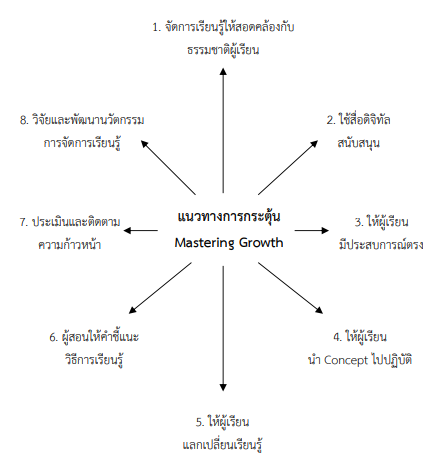 1. จัดการเรียนรู้ให้สอดคล้องกับ
ธรรมชาติผู้เรียน
2. ใช้สื่อดิจิทัล
สนับสนุน
3. ให้ผู้เรียน
มีประสบการณ์ตรง
4. ให้ผู้เรียน
นำ Concept ไปปฏิบัติ
5. ให้ผู้เรียน
แลกเปลี่ยนเรียนรู้
6. ผู้สอนให้คำชี้แนะ
วิธีการเรียนรู้
7. ประเมินและติดตาม
ความก้าวหน้า
8. วิจัยและพัฒนานวัตกรรม
การจัดการเรียนรู้
แนวทางการกระตุ้น
Mastering Growth